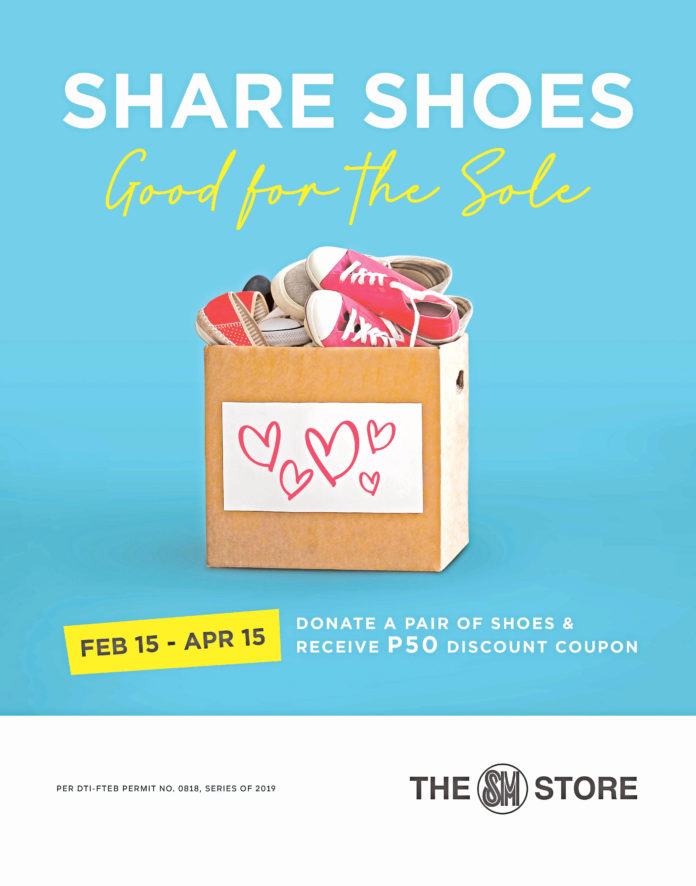 SHARE SHOES
Good for the Sole
FEB 15 - APR 15
DONATE A PAIR OF SHOES &
RECEIVE P50 DISCOUNT COUPON
PER DTI-FTEB PERMIT NO. 0818, SERIES OF 2019
THE SM STORE